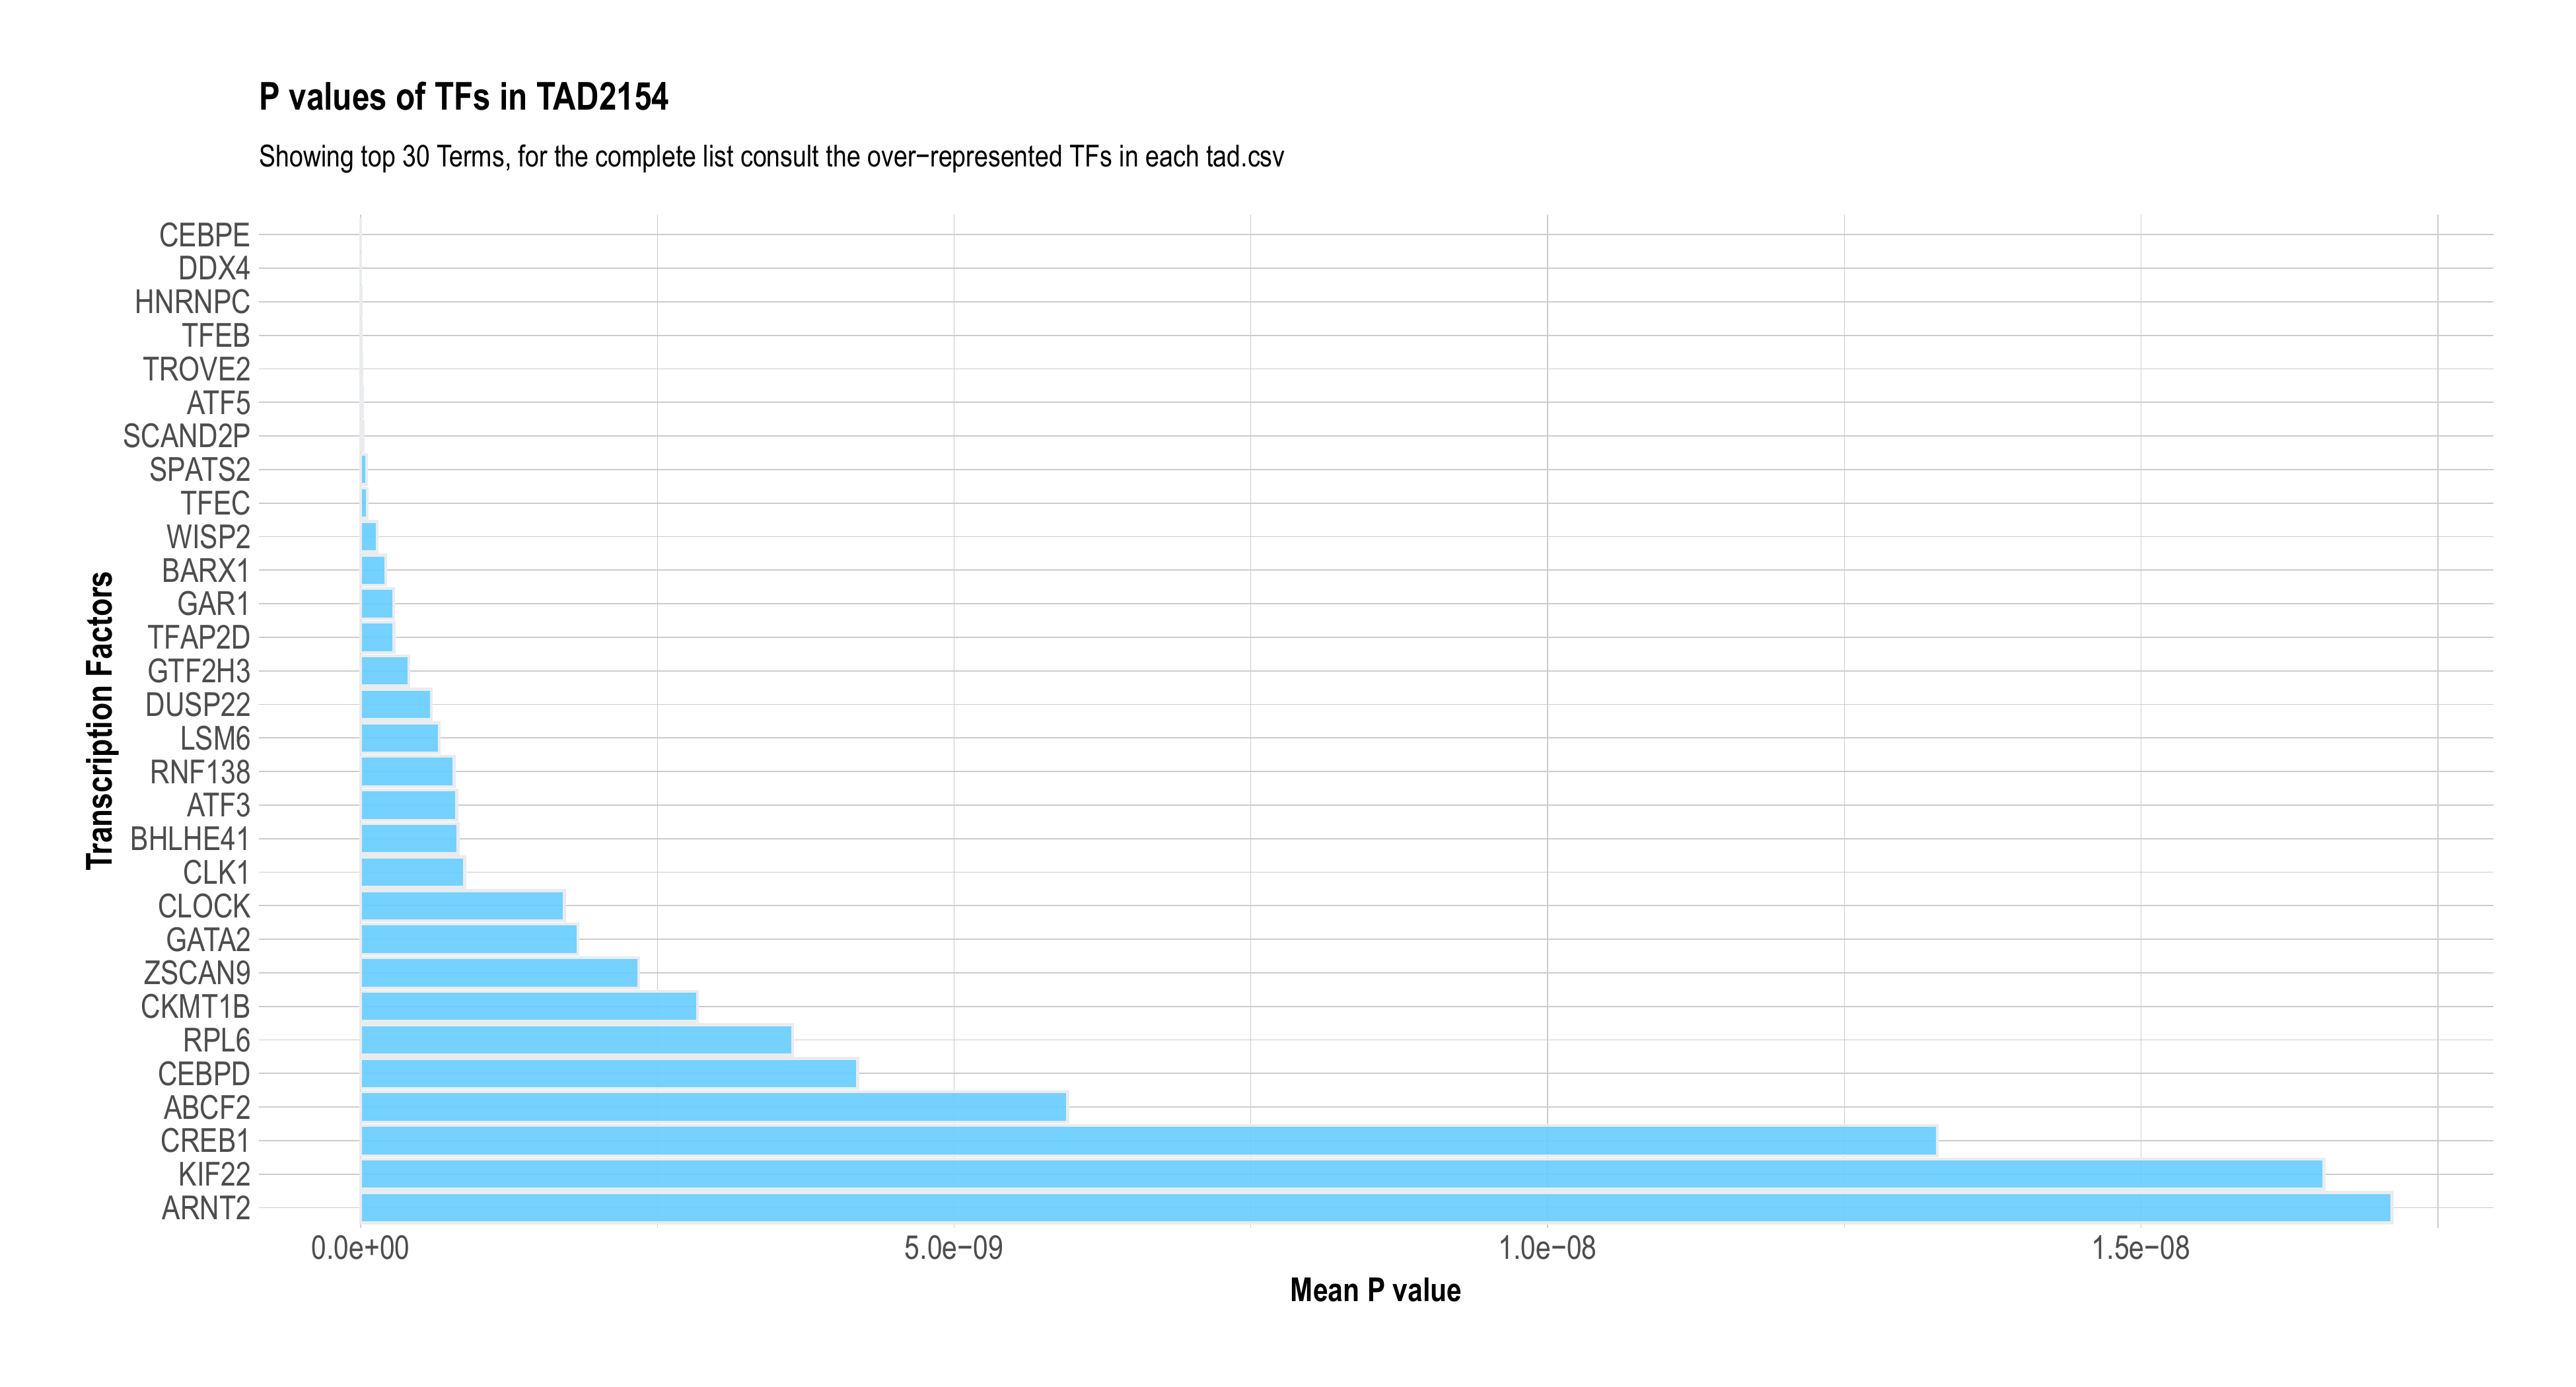 P values of TFs in TAD2154
Showing top 30 Terms, for the complete list consult the over−represented TFs in each tad.csv
Transcription Factors
CEBPE
DDX4
HNRNPC
TFEB
TROVE2
ATF5
SCAND2P
SPATS2
TFEC
WISP2
BARX1
GAR1
TFAP2D
GTF2H3
DUSP22
LSM6
RNF138
ATF3
BHLHE41
CLK1
CLOCK
GATA2
ZSCAN9
CKMT1B
RPL6
CEBPD
ABCF2
CREB1
KIF22
ARNT2
0.0e+00 5.0e−09 1.0e−08 1.5e−08
Mean P value